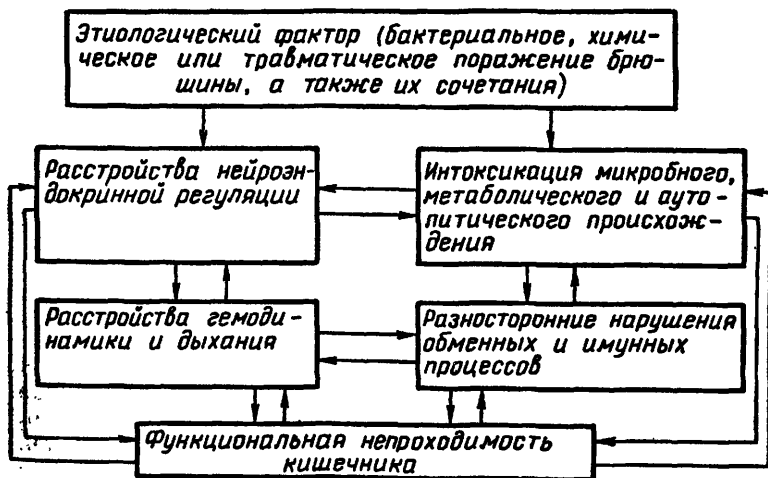 Этиологический фактор (бактериальное, хими-
ческое или травматическое поражение брю-
шины, а также их сочетания)
Расстройства нейроэн-
докринной регуляции
Интоксикация микробного,
метаболического и ауто-
литического происхож-
дения
Расстройства гемоди-
намики и дыхания
Разносторонние нарушения
обменных и имунных
процессов
Функциональная непроходимость
кишечника